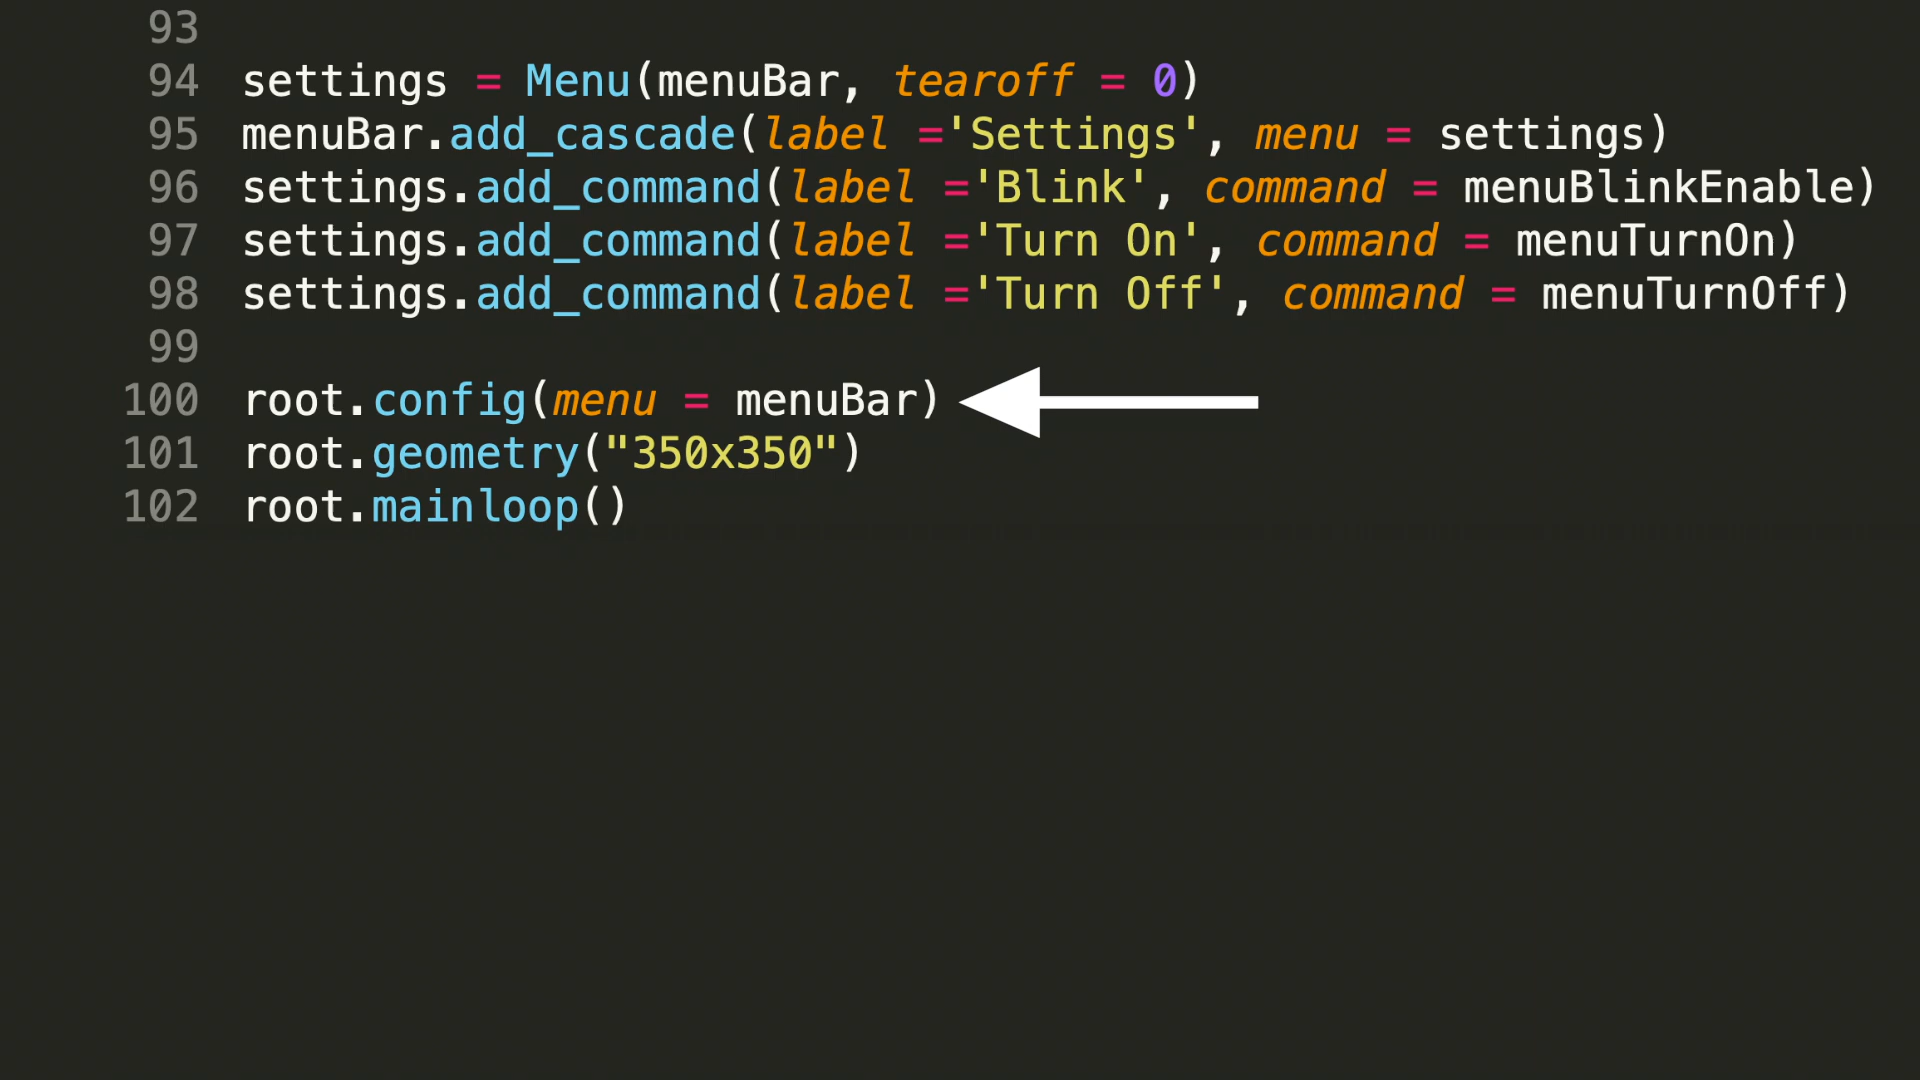 93
94 settings = Menu(menuBar, tearoff = 0)
95 menuBar.add_cascade(label ='Settings', menu = settings)
96 settings.add_command(label ='Blink', command = menuBlinkEnable)
97 settings.add_command(label ='Turn On', command = menuTurnOn)
98 settings.add_command(label ='Turn Off', command = menuTurnOff)
99
100 root.config(menu = menuBar)
101 root.geometry("350x350")
102 root.mainloop()